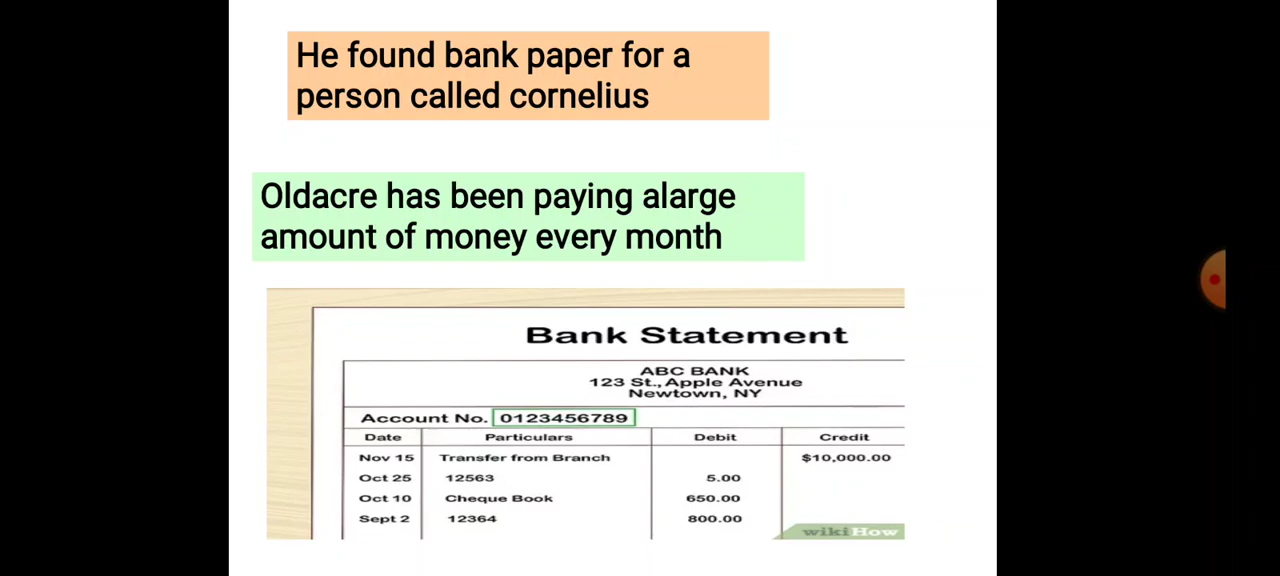 He found bank paper for a
person called cornelius
Oldacre has been paying alarge
amount of money every month
Bank Statement
ABC BANK
123 St., Apple Avenue
Newtown, NY
Account No. 0123456789
Date Particulars Debit Credit
Nov 15 Transfer from Branch $10,000.00
Oct 25 12563 5.00
Oct 10 Cheque Book 650.00
Sept 2 12364 800.00
wikiHow